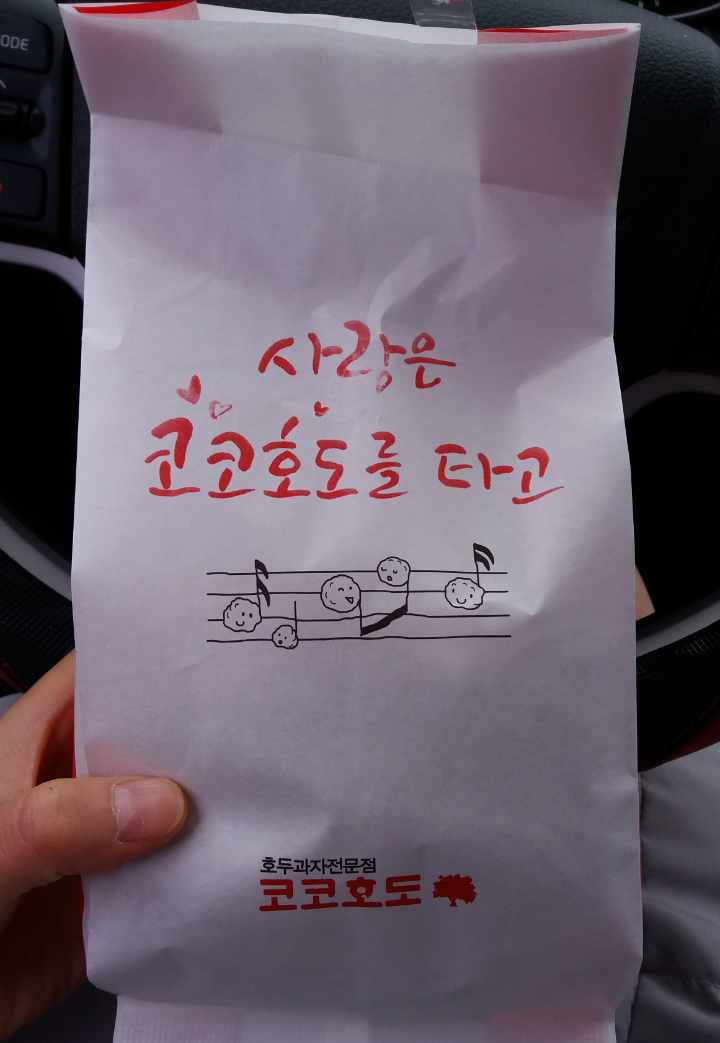 사랑은
코코호도를 타고
호두과자전문점
코코호도